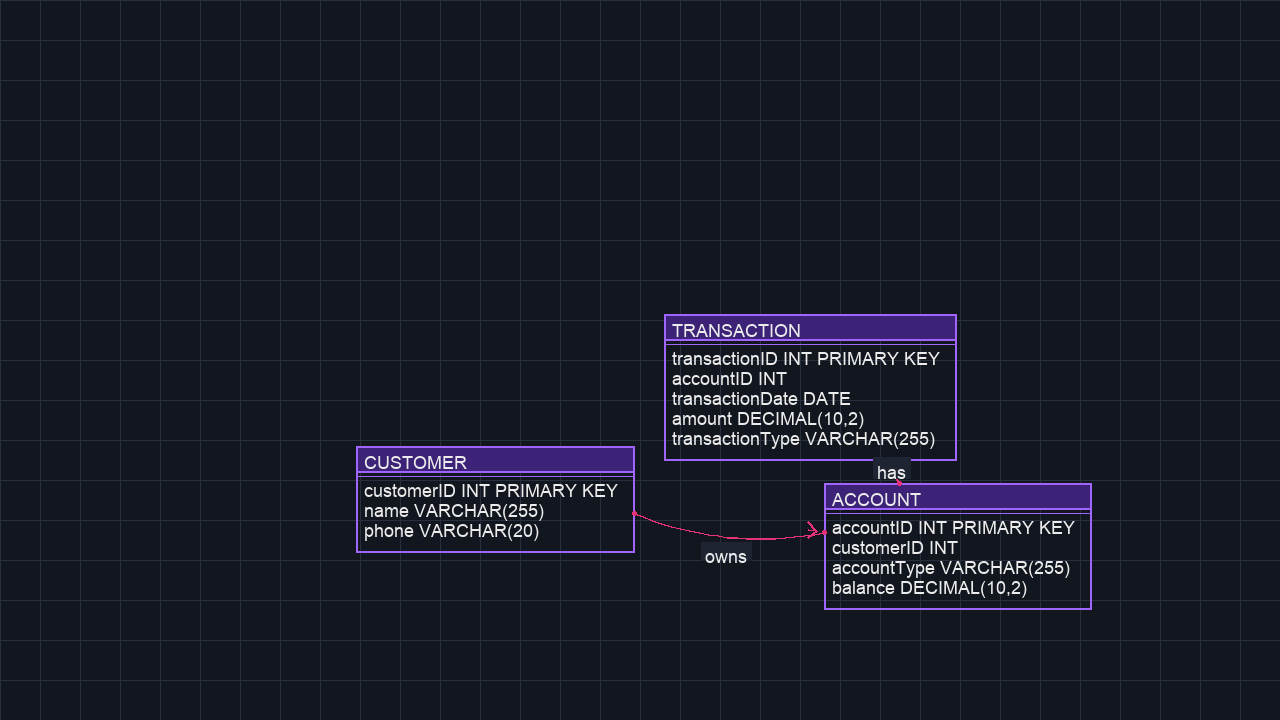 TRANSACTION
transactionID INT PRIMARY KEY
accountID INT
transactionDate DATE
amount DECIMAL(10,2)
transactionType VARCHAR(255)
CUSTOMER
customerID INT PRIMARY KEY
name VARCHAR(255)
phone VARCHAR(20)
has
ACCOUNT
accountID INT PRIMARY KEY
customerID INT
accountType VARCHAR(255)
balance DECIMAL(10,2)
owns